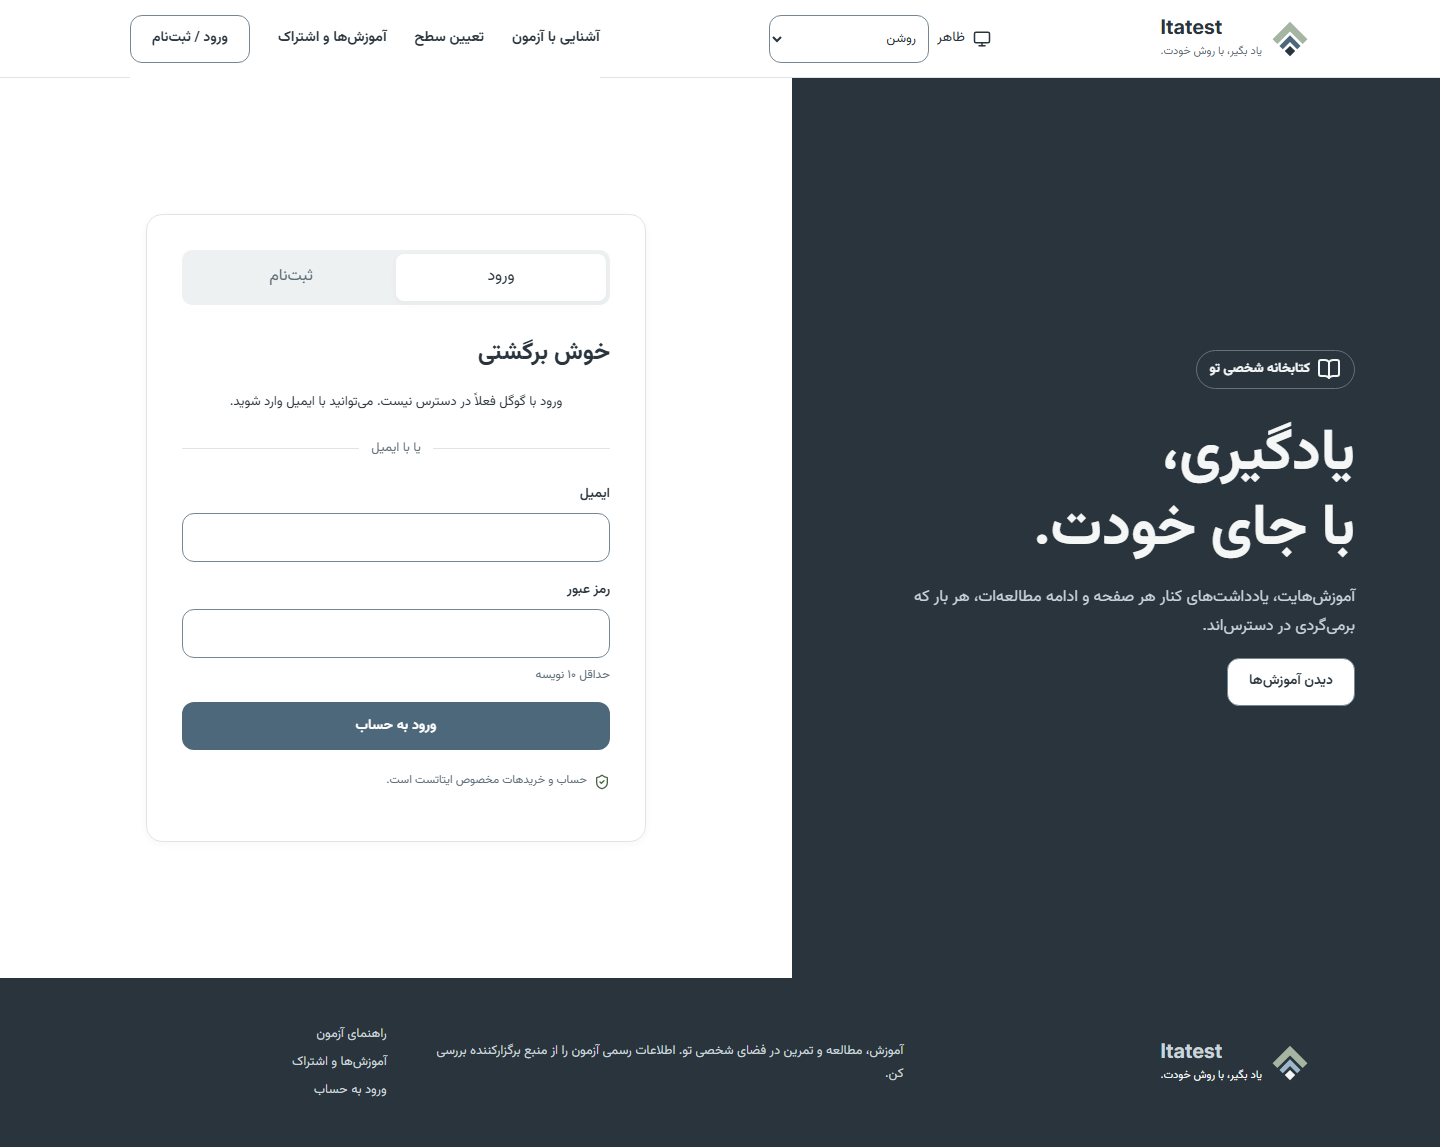 Itatest
یاد بگیر، با روش خودت.
ظاهر
روشن
آشنایی با آزمون
تعیین سطح
آموزش‌ها و اشتراک
ورود / ثبت‌نام
کتابخانه شخصی تو
یادگیری،
با جای خودت.
آموزش‌هایت، یادداشت‌های کنار هر صفحه و ادامه مطالعه‌ات، هر بار که
برمی‌گردی در دسترس‌اند.
دیدن آموزش‌ها
ورود
ثبت‌نام
خوش برگشتی
ورود با گوگل فعلاً در دسترس نیست. می‌توانید با ایمیل وارد شوید.
یا با ایمیل
ایمیل
رمز عبور
حداقل ۱۰ نویسه
ورود به حساب
حساب و خریدهات مخصوص ایتاتست است.
Itatest
یاد بگیر، با روش خودت.
آموزش، مطالعه و تمرین در فضای شخصی تو. اطلاعات رسمی آزمون را از منبع برگزارکننده بررسی
کن.
راهنمای آزمون
آموزش‌ها و اشتراک
ورود به حساب